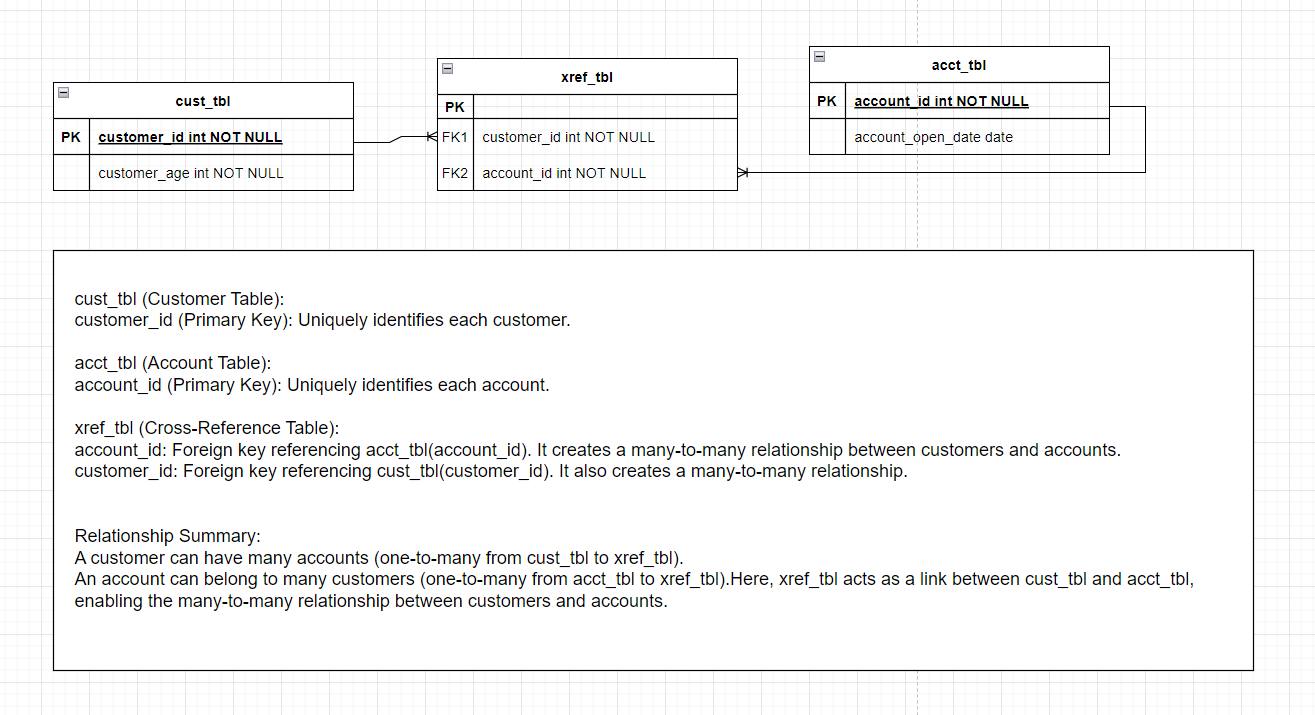 cust_tbl
PK customer_id int NOT NULL
customer_age int NOT NULL
xref_tbl
PK
FK1 customer_id int NOT NULL
FK2 account_id int NOT NULL
acct_tbl
PK account_id int NOT NULL
account_open_date date
cust_tbl (Customer Table):
customer_id (Primary Key): Uniquely identifies each customer.
acct_tbl (Account Table):
account_id (Primary Key): Uniquely identifies each account.
xref_tbl (Cross-Reference Table):
account_id: Foreign key referencing acct_tbl(account_id). It creates a many-to-many relationship between customers and accounts.
customer_id: Foreign key referencing cust_tbl(customer_id). It also creates a many-to-many relationship.
Relationship Summary:
A customer can have many accounts (one-to-many from cust_tbl to xref_tbl).
An account can belong to many customers (one-to-many from acct_tbl to xref_tbl).Here, xref_tbl acts as a link between cust_tbl and acct_tbl,
enabling the many-to-many relationship between customers and accounts.